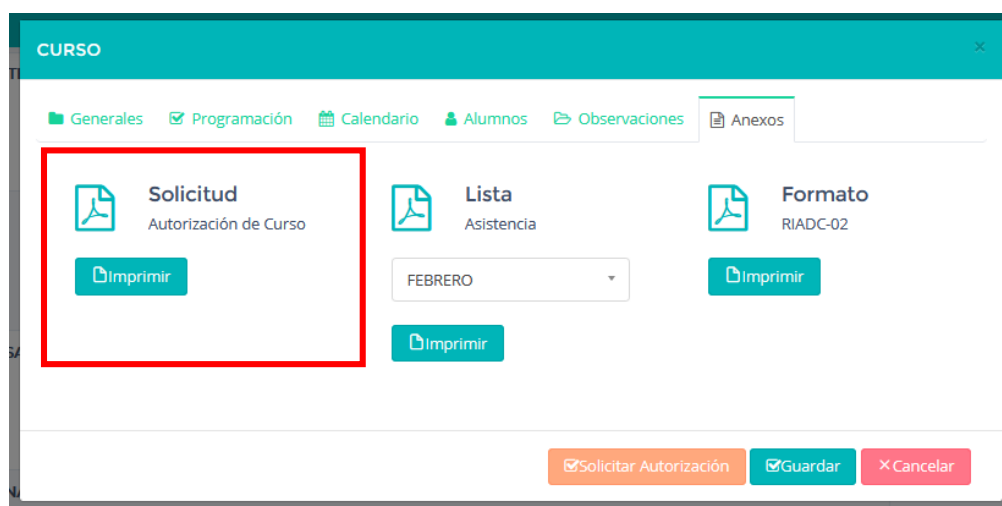 CURSO
×
Generales Programación Calendario Alumnos Observaciones Anexos
Solicitud
Autorización de Curso
Imprimir
Lista
Asistencia
FEBRERO
Imprimir
Formato
RIADC-02
Imprimir
Solicitar Autorización Guardar ×Cancelar